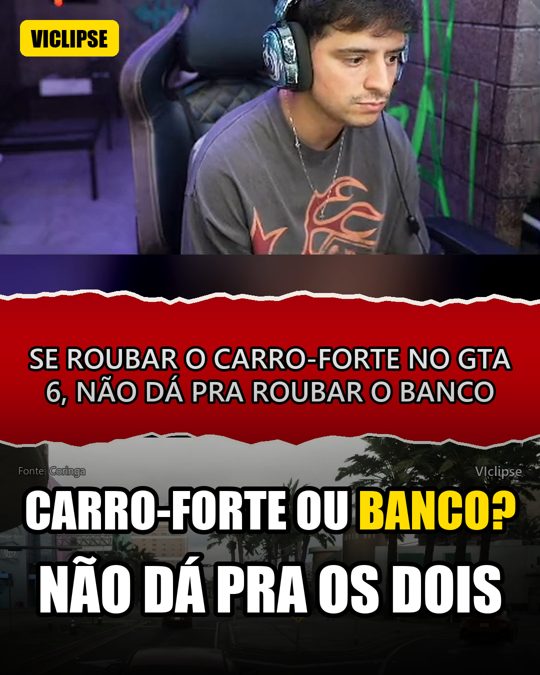 VICLIPSE
SE ROUBAR O CARRO-FORTE NO GTA
6, NÃO DÁ PRA ROUBAR O BANCO
Fonte: Coringa
VIclipse
CARRO-FORTE OU BANCO?
NÃO DÁ PRA OS DOIS